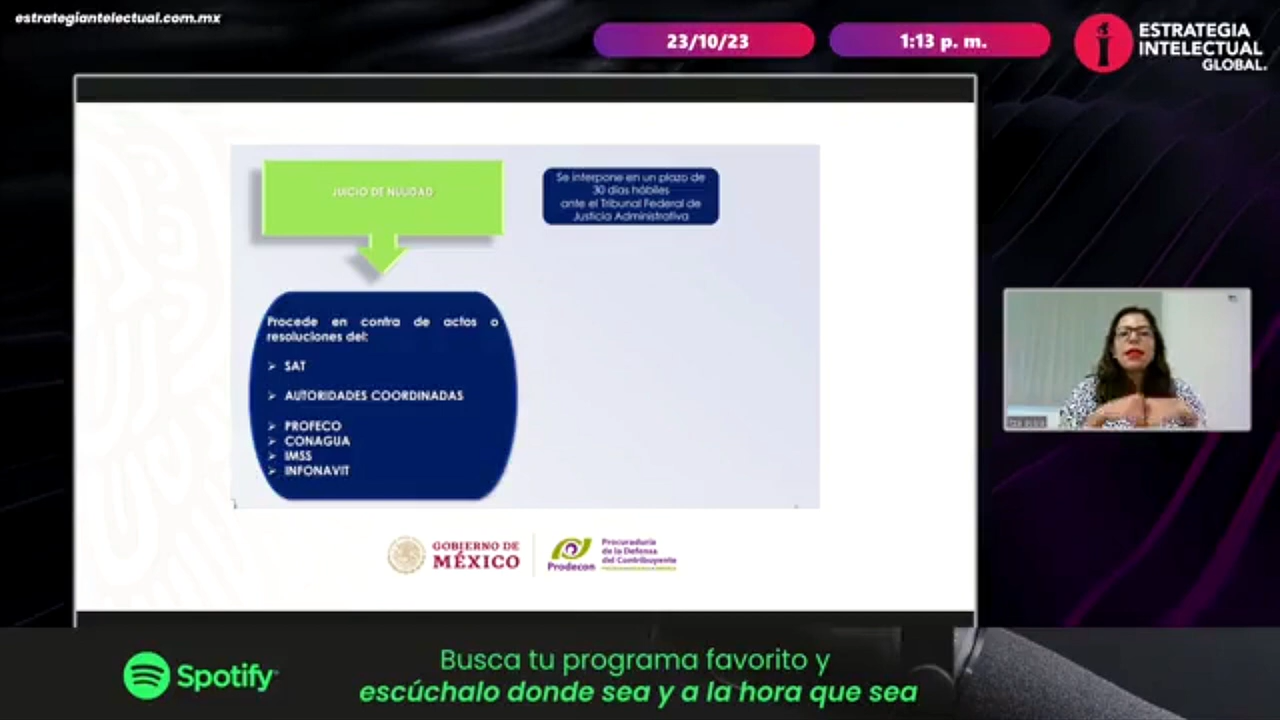 estrategiantelectual.com.mx
23/10/23
1:13 p. m.
ESTRATEGIA
INTELECTUAL
GLOBAL.
JUICIO DE NULIDAD
Se interpone en un plazo de
30 días hábiles
ante el Tribunal Federal de
Justicia Administrativa
Procede en contra de actos o
resoluciones del:
➢ SAT
➢ AUTORIDADES COORDINADAS
➢ PROFECO
➢ CONAGUA
➢ IMSS
➢ INFONAVIT
GOBIERNO DE
MÉXICO
Prodecon
Procuraduría
de la Defensa
del Contribuyente
Spotify
Busca tu programa favorito y
escúchalo donde sea y a la hora que sea